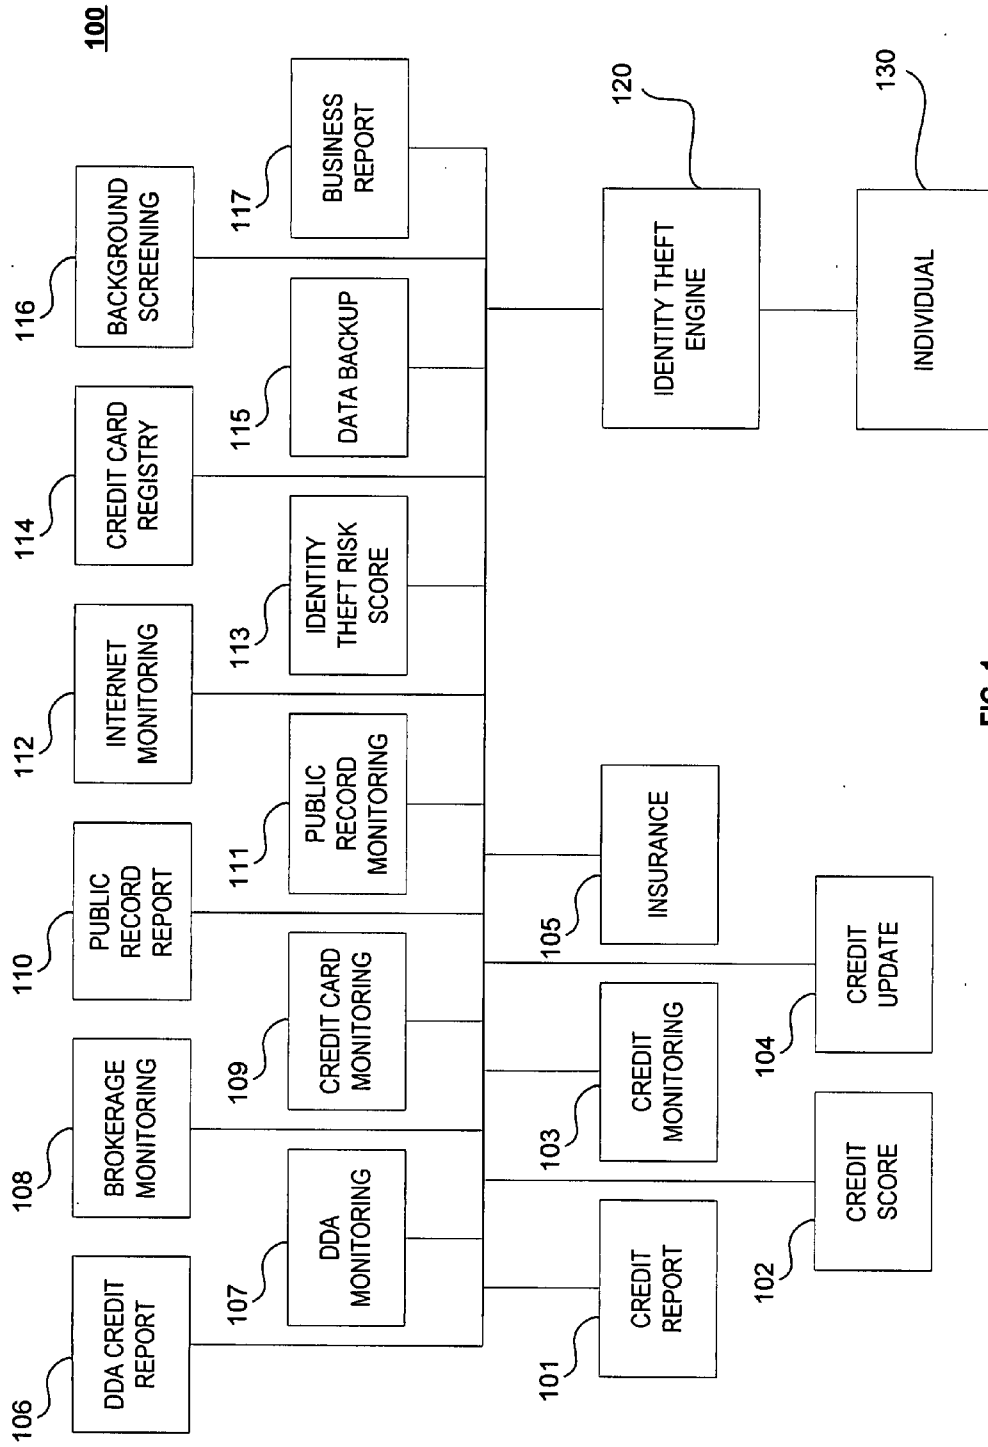 100
106
DDA CREDIT
REPORT
108
BROKERAGE
MONITORING
110
PUBLIC
RECORD
REPORT
112
INTERNET
MONITORING
114
CREDIT CARD
REGISTRY
116
BACKGROUND
SCREENING
107
DDA
MONITORING
109
CREDIT CARD
MONITORING
111
PUBLIC
RECORD
MONITORING
113
IDENTITY
THEFT RISK
SCORE
115
DATA BACKUP
117
BUSINESS
REPORT
101
CREDIT
REPORT
103
CREDIT
MONITORING
105
INSURANCE
120
IDENTITY THEFT
ENGINE
102
CREDIT
SCORE
104
CREDIT
UPDATE
130
INDIVIDUAL
FIG. 1